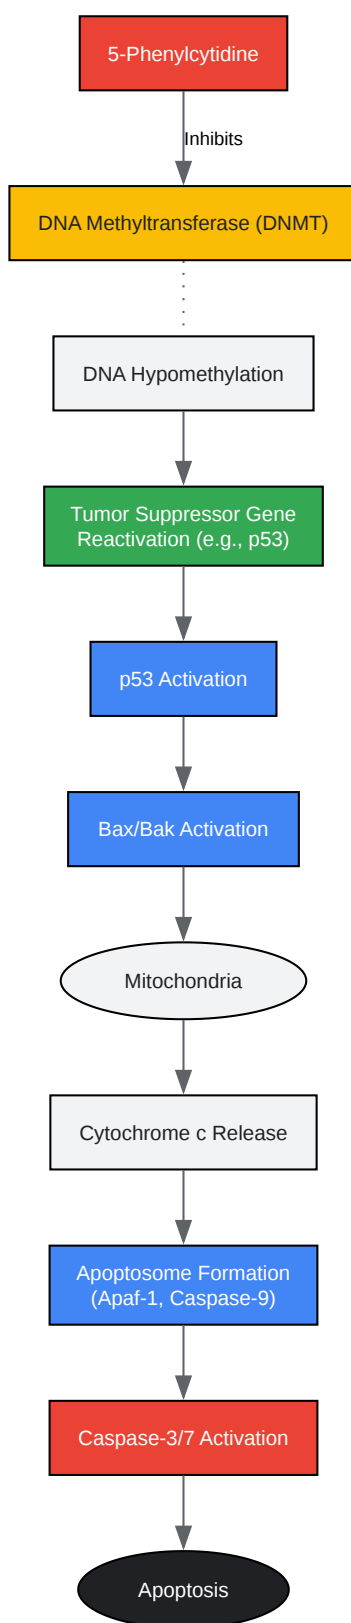 5-Phenylcytidine
Inhibits
DNA Methyltransferase (DNMT)
DNA Hypomethylation
Tumor Suppressor Gene
Reactivation (e.g., p53)
p53 Activation
Bax/Bak Activation
Mitochondria
Cytochrome c Release
Apoptosome Formation
(Apaf-1, Caspase-9)
Caspase-3/7 Activation
Apoptosis